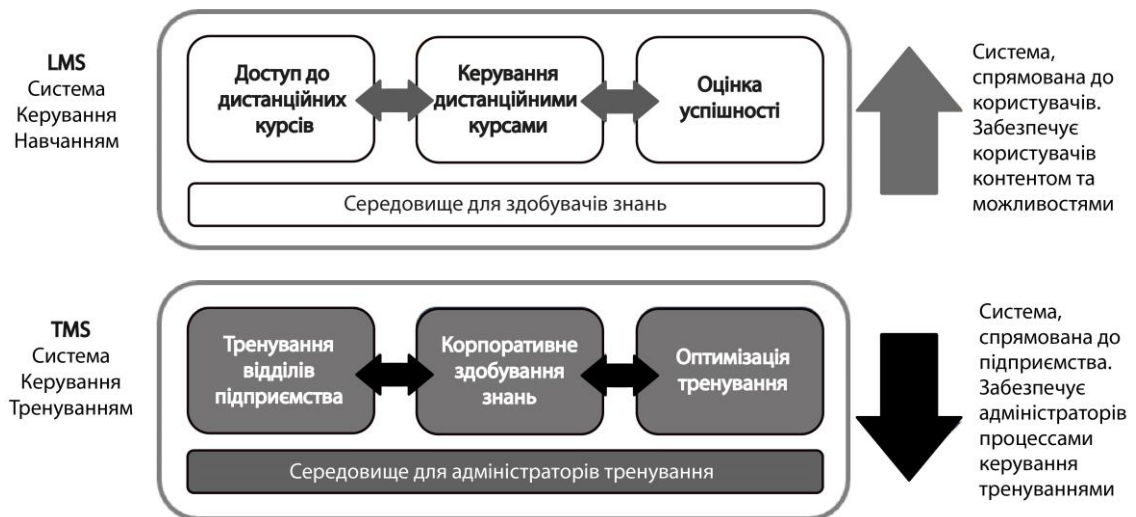 LMS
Система
Керування
Навчанням
Доступ до
дистанційних
курсів
Керування
дистанційними
курсами
Оцінка
успішності
Середовище для здобувачів знань
Система,
спрямована до
користувачів.
Забезпечує
користувачів
контентом та
можливостями
TMS
Система
Керування
Тренуванням
Тренування
відділів
підприємства
Корпоративне
здобування
знань
Оптимізація
тренування
Середовище для адміністраторів тренування
Система,
спрямована до
підприємства.
Забезпечує
адміністраторів
процессами
керування
тренуваннями